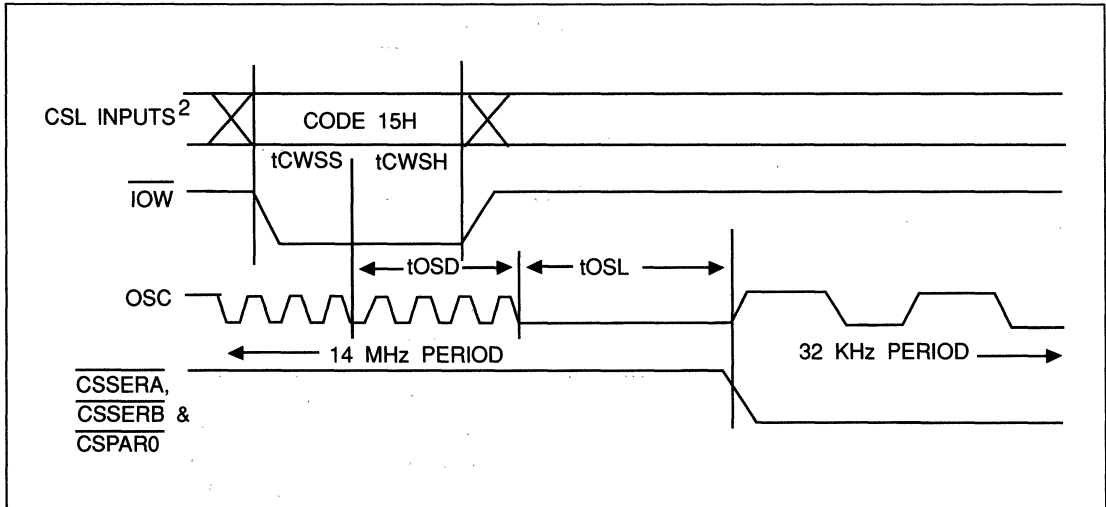 CSL INPUTS2
CODE 15H
tCWSS tCWSH
IOW
tOSD tOSL
OSC
14 MHz PERIOD 32 KHz PERIOD
CSSERA,
CSSERB &
CSPAR0